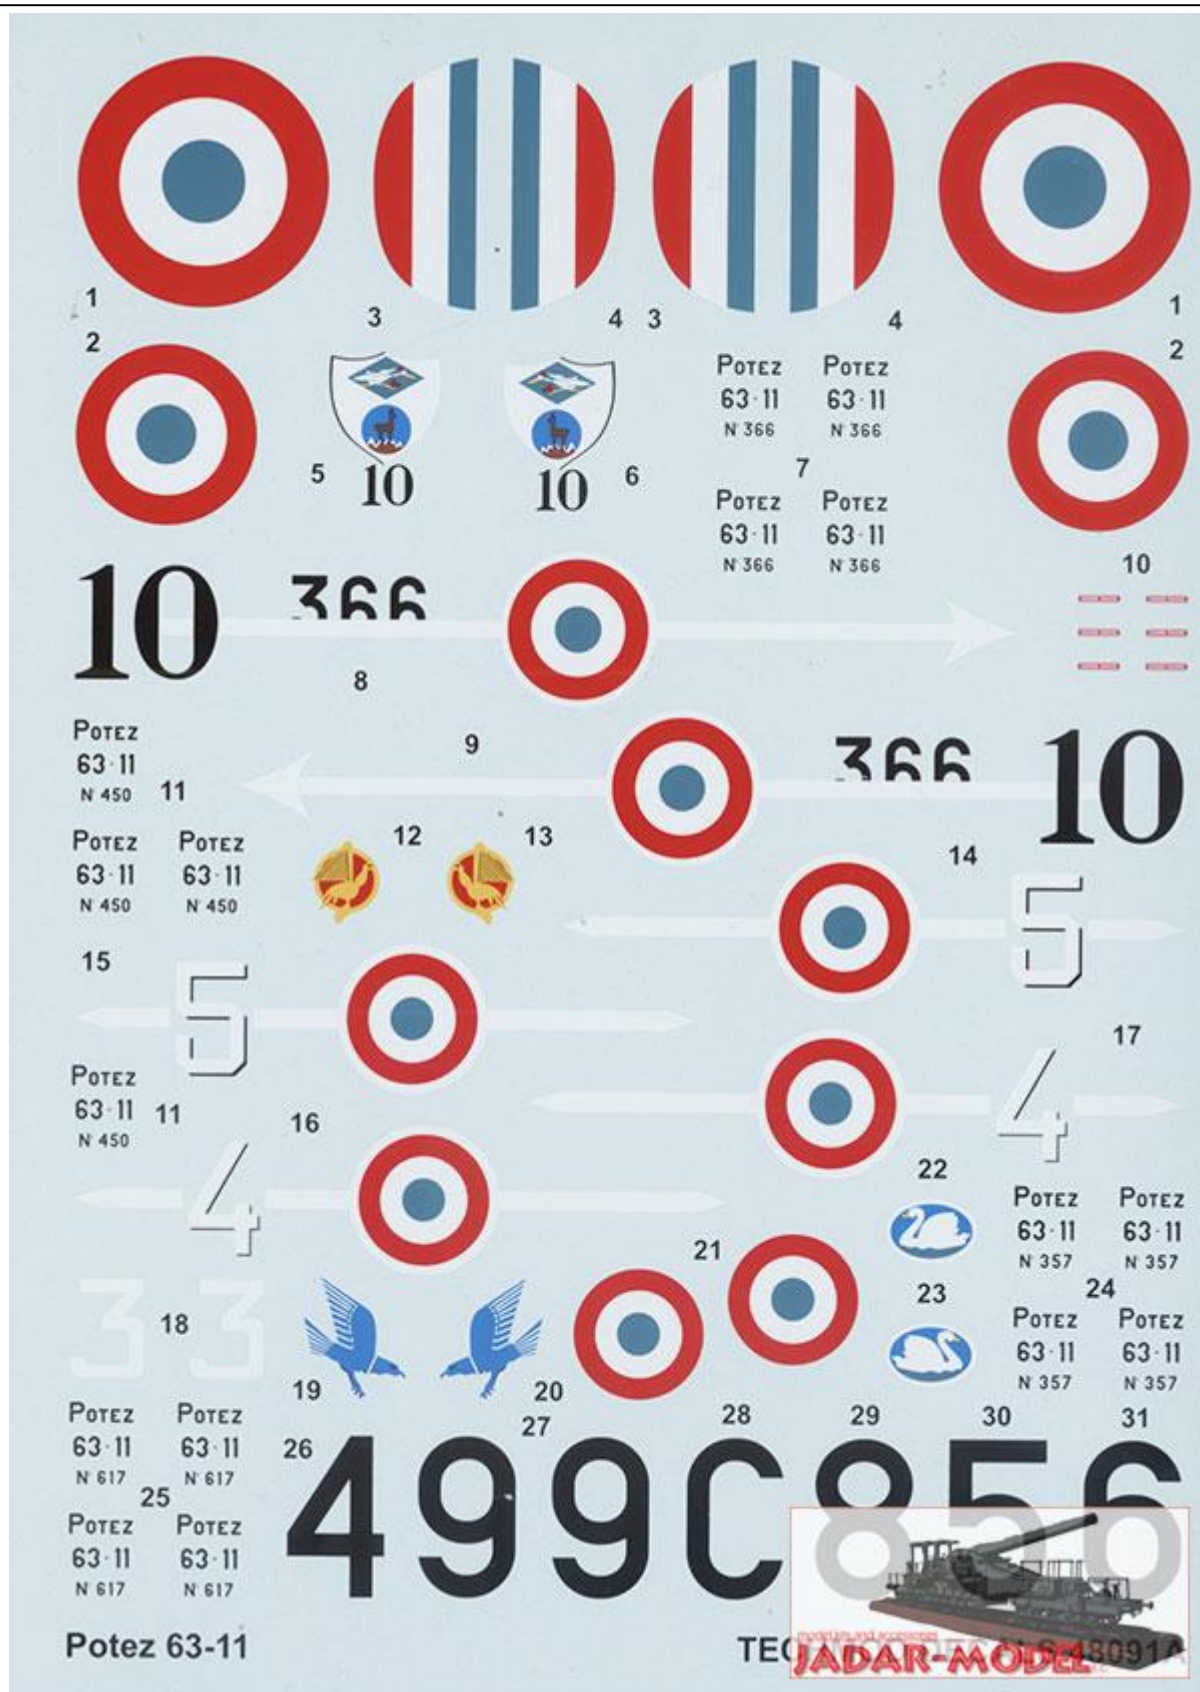 1
3
4
3
4
1
2
2
POTEZ
63·11
N°366
POTEZ
63·11
N°366
5
10
10
6
7
POTEZ
63·11
N°366
POTEZ
63·11
N°366
10
10
366
8
POTEZ
63·11
N°450
11
9
366
10
12
13
14
POTEZ
63·11
N°450
POTEZ
63·11
N°450
5
15
5
17
POTEZ
63·11
N°450
11
16
4
4
22
POTEZ
63·11
N°357
POTEZ
63·11
N°357
21
23
24
3 3
18
POTEZ
63·11
N°357
POTEZ
63·11
N°357
19
20
27
28
29
30
31
POTEZ
63·11
N°617
POTEZ
63·11
N°617
26
499C856
25
POTEZ
63·11
N°617
POTEZ
63·11
N°617
Potez 63-11
48091A
JADAR-MODEL